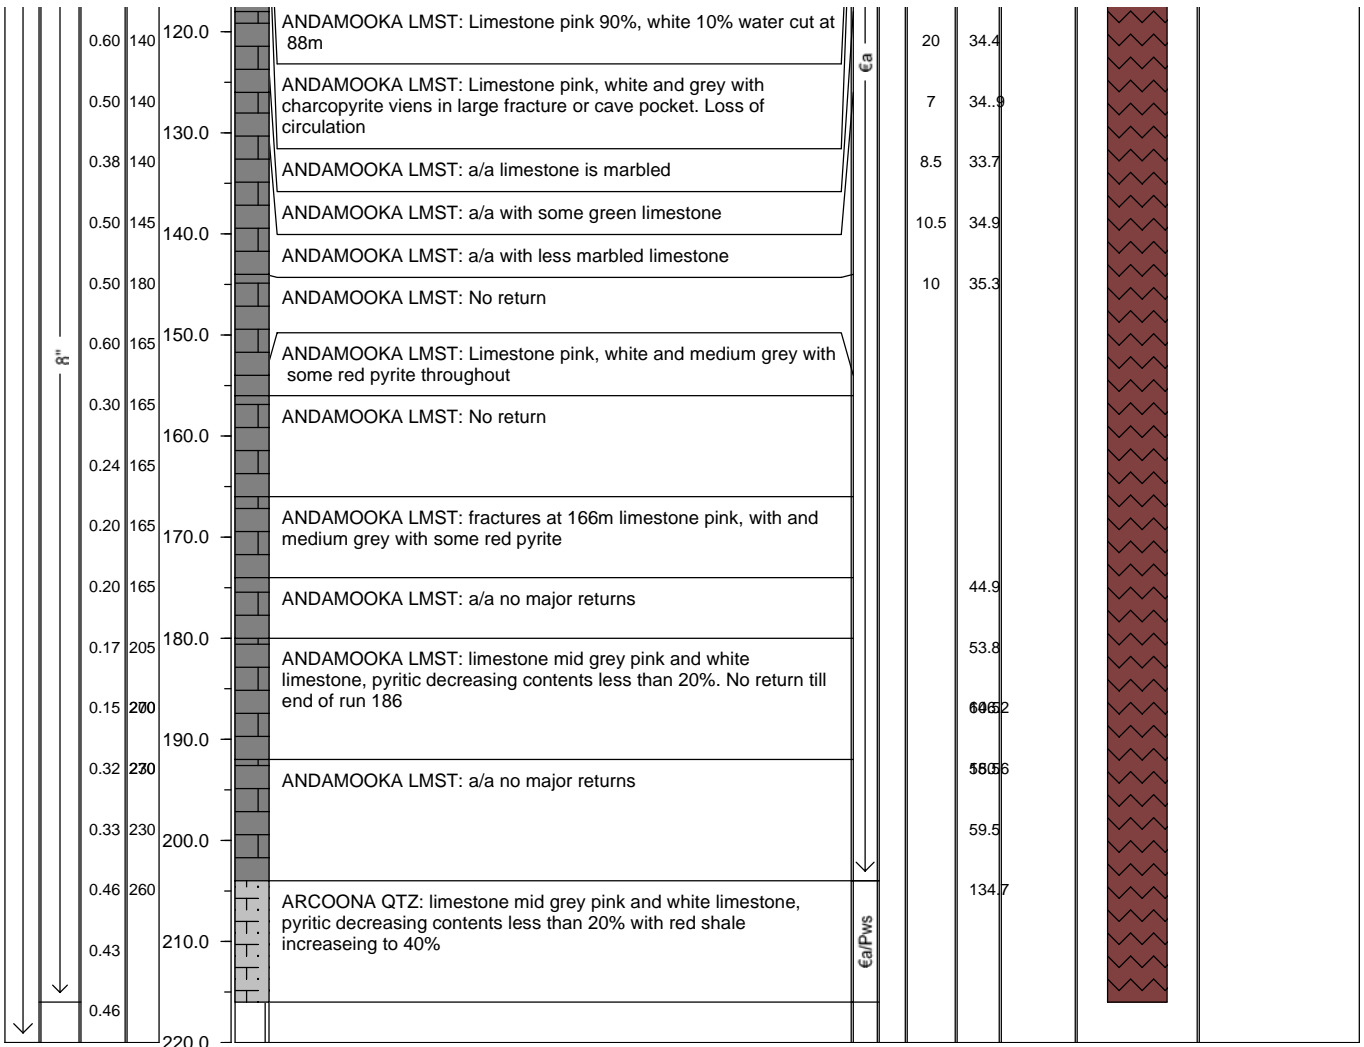 ANDAMOOKA LMST: Limestone pink 90%, white 10% water cut at
88m
120.0
0.60 140
20 34.4
€a
ANDAMOOKA LMST: Limestone pink, white and grey with
charcopyrite viens in large fracture or cave pocket. Loss of
circulation
0.50 140
7 34..9
130.0
0.38 140
ANDAMOOKA LMST: a/a limestone is marbled
8.5 33.7
ANDAMOOKA LMST: a/a with some green limestone
0.50 145
10.5 34.9
140.0
ANDAMOOKA LMST: a/a with less marbled limestone
0.50 180
10 35.3
ANDAMOOKA LMST: No return
150.0
0.60 165
8"
ANDAMOOKA LMST: Limestone pink, white and medium grey with
some red pyrite throughout
0.30 165
ANDAMOOKA LMST: No return
160.0
0.24 165
ANDAMOOKA LMST: fractures at 166m limestone pink, with and
medium grey with some red pyrite
0.20 165
170.0
0.20 165
44.9
ANDAMOOKA LMST: a/a no major returns
180.0
0.17 205
53.8
ANDAMOOKA LMST: limestone mid grey pink and white
limestone, pyritic decreasing contents less than 20%. No return till
end of run 186
0.15
190.0
0.32
ANDAMOOKA LMST: a/a no major returns
0.33 230
59.5
200.0
0.46 260
134.7
ARCOONA QTZ: limestone mid grey pink and white limestone,
pyritic decreasing contents less than 20% with red shale
increaseing to 40%
€a/Pws
210.0
0.43
0.46
220.0